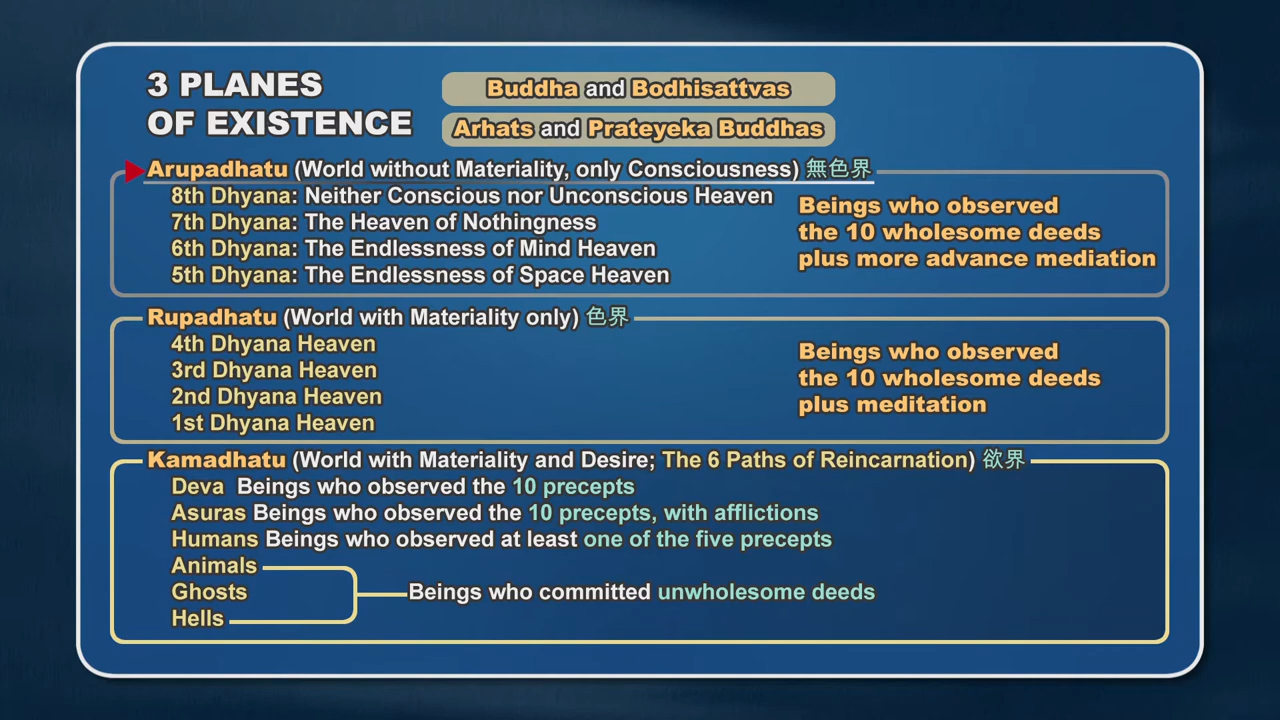 3 PLANES
OF EXISTENCE
Buddha and Bodhisattvas
Arhats and Prateyeka Buddhas
Arupadhatu (World without Materiality, only Consciousness) 無色界
8th Dhyana: Neither Conscious nor Unconscious Heaven
7th Dhyana: The Heaven of Nothingness
6th Dhyana: The Endlessness of Mind Heaven
5th Dhyana: The Endlessness of Space Heaven
Beings who observed
the 10 wholesome deeds
plus more advance mediation
Rupadhatu (World with Materiality only) 色界
4th Dhyana Heaven
3rd Dhyana Heaven
2nd Dhyana Heaven
1st Dhyana Heaven
Beings who observed
the 10 wholesome deeds
plus meditation
Kamadhatu (World with Materiality and Desire; The 6 Paths of Reincarnation) 欲界
Deva Beings who observed the 10 precepts
Asuras Beings who observed the 10 precepts, with afflictions
Humans Beings who observed at least one of the five precepts
Animals
Ghosts
Hells
Beings who committed unwholesome deeds